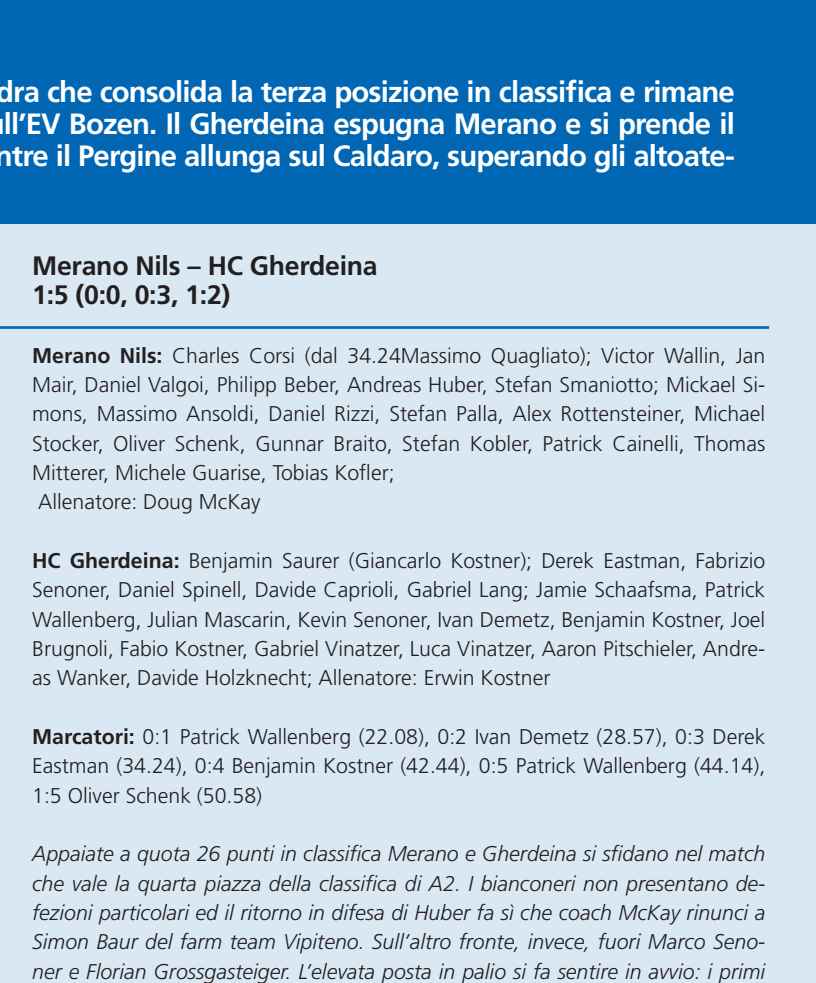 che consolida la terza posizione in classifica e rimane
sull'EV Bozen. Il Gherdeina espugna Merano e si prende il
il Pergine allunga sul Caldaro, superando gli altoate-
Merano Nils – HC Gherdeina
1:5 (0:0, 0:3, 1:2)
Merano Nils: Charles Corsi (dal 34.24Massimo Quagliato); Victor Wallin, Jan
Mair, Daniel Valgoi, Philipp Beber, Andreas Huber, Stefan Smaniotto; Mickael Si-
mons, Massimo Ansoldi, Daniel Rizzi, Stefan Palla, Alex Rottensteiner, Michael
Stocker, Oliver Schenk, Gunnar Braito, Stefan Kobler, Patrick Cainelli, Thomas
Mitterer, Michele Guarise, Tobias Kofler;
Allenatore: Doug McKay
HC Gherdeina: Benjamin Saurer (Giancarlo Kostner); Derek Eastman, Fabrizio
Senoner, Daniel Spinell, Davide Caprioli, Gabriel Lang; Jamie Schaafsma, Patrick
Wallenberg, Julian Mascarin, Kevin Senoner, Ivan Demetz, Benjamin Kostner, Joel
Brugnoli, Fabio Kostner, Gabriel Vinatzer, Luca Vinatzer, Aaron Pitschieler, Andre-
as Wanker, Davide Holzknecht; Allenatore: Erwin Kostner
Marcatori: 0:1 Patrick Wallenberg (22.08), 0:2 Ivan Demetz (28.57), 0:3 Derek
Eastman (34.24), 0:4 Benjamin Kostner (42.44), 0:5 Patrick Wallenberg (44.14),
1:5 Oliver Schenk (50.58)
Appaiate a quota 26 punti in classifica Merano e Gherdeina si sfidano nel match
che vale la quarta piazza della classifica di A2. I bianconeri non presentano de-
fezioni particolari ed il ritorno in difesa di Huber fa sì che coach McKay rinunci a
Simon Baur del farm team Vipiteno. Sull'altro fronte, invece, fuori Marco Seno-
ner e Florian Grossgasteiger. L'elevata posta in palio si fa sentire in avvio: i primi